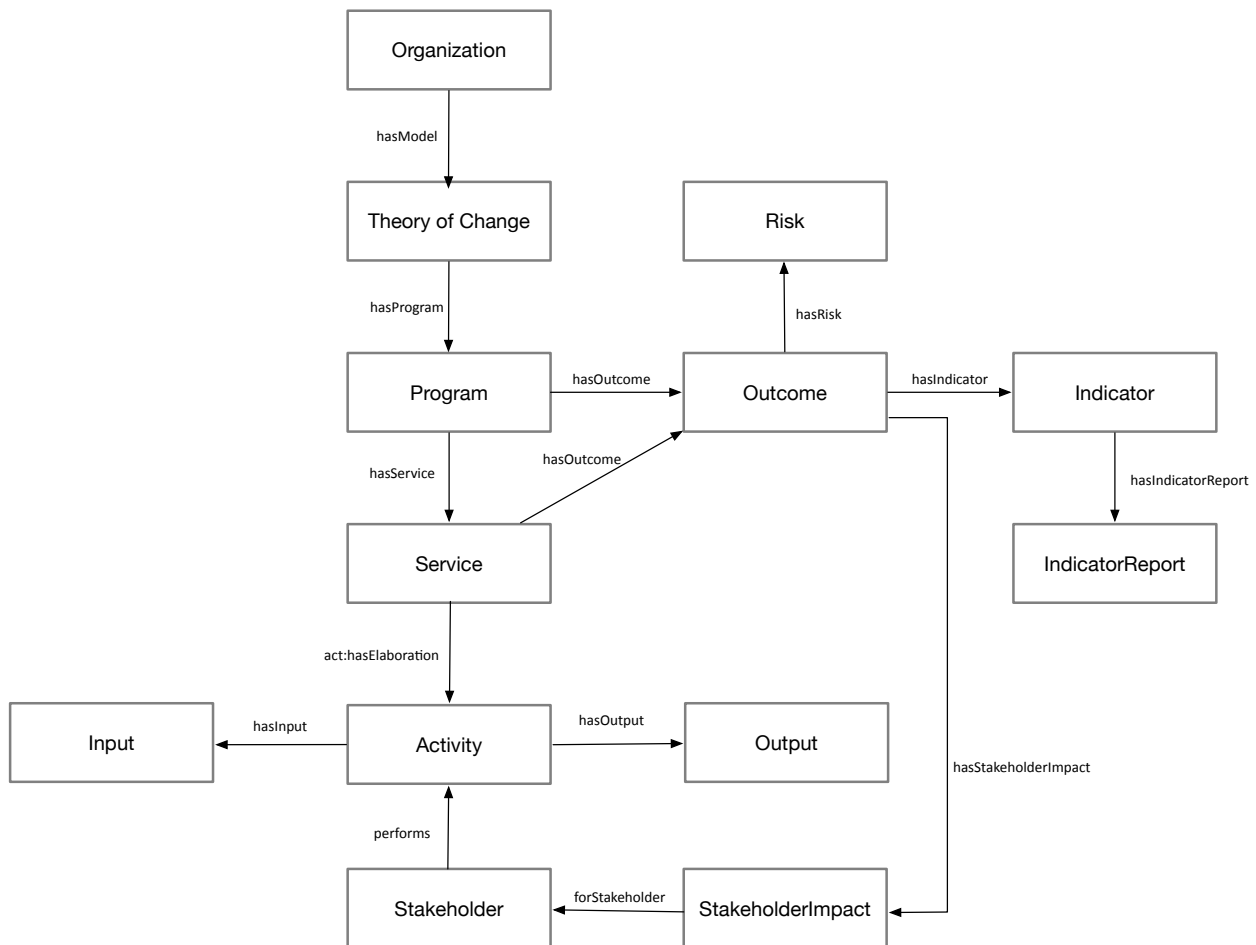 Organization
hasModel
Theory of Change
Risk
hasProgram
hasRisk
Program
hasOutcome
Outcome
hasIndicator
Indicator
hasService
hasOutcome
hasIndicatorReport
Service
IndicatorReport
act:hasElaboration
Input
hasInput
Activity
hasOutput
Output
hasStakeholderImpact
performs
Stakeholder
forStakeholder
StakeholderImpact